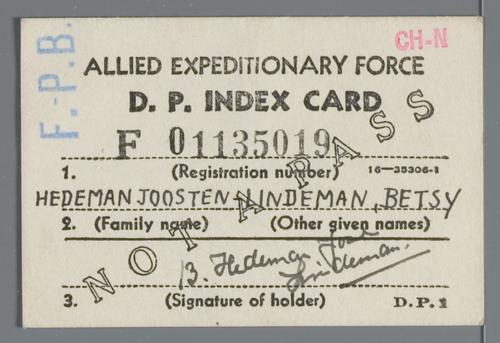 F.-P.B.
CH-N
ALLIED EXPEDITIONARY FORCE
D. P. INDEX CARD
F 01135019
1. (Registration number) 16—35306-1
HEDEMAN JOOSTEN LINDEMAN, BETSY
2. (Family name) (Other given names)
NOT A PASS
B. Hedeman Joos
Lindeman.
3. (Signature of holder) D.P.1